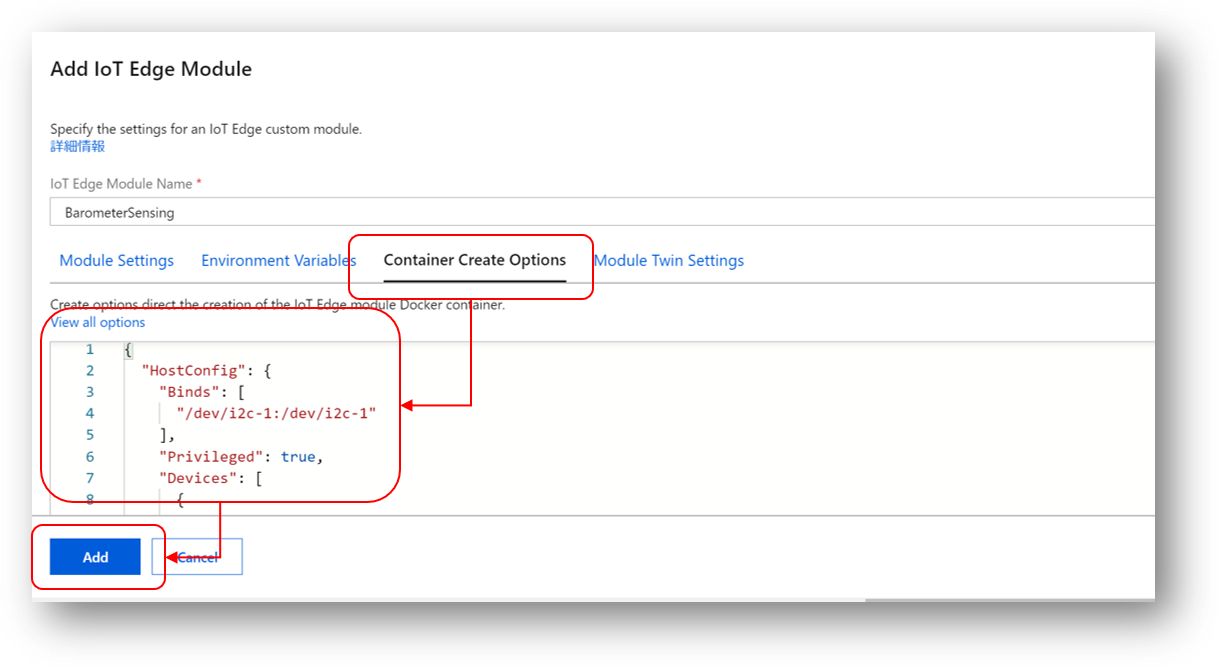 Add IoT Edge Module
Specify the settings for an IoT Edge custom module.
詳細情報
IoT Edge Module Name *
BarometerSensing
Module Settings Environment Variables Container Create Options Module Twin Settings
Create options direct the creation of the IoT Edge module Docker container.
View all options
1 {
2 "HostConfig": {
3 "Binds": [
4 "/dev/i2c-1:/dev/i2c-1"
5 ],
6 "Privileged": true,
7 "Devices": [
8 {
Add Cancel